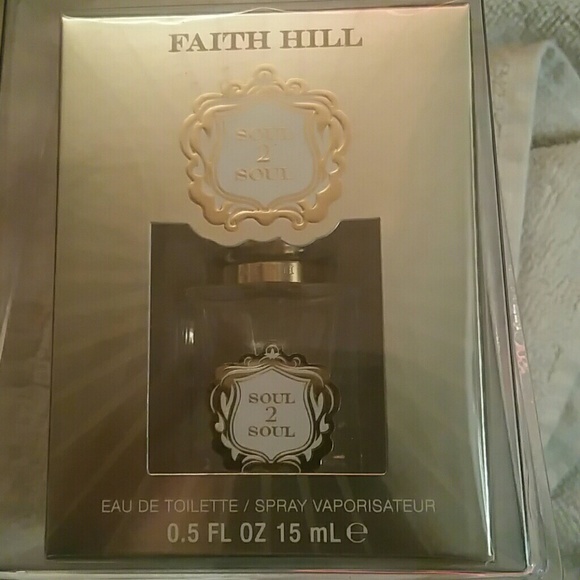 FAITH HILL
SOUL
2
SOUL
SOUL
2
SOUL
EAU DE TOILETTE / SPRAY VAPORISATEUR
0.5 FL OZ 15 mL ℮